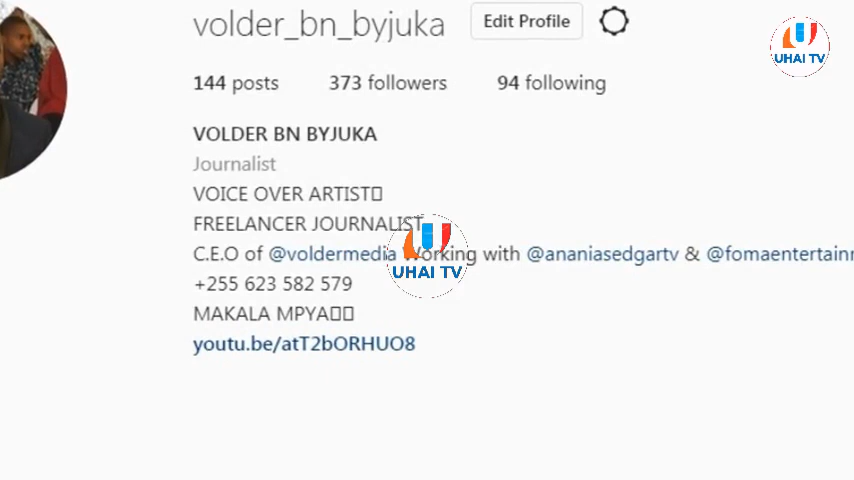 volder_bn_byjuka Edit Profile
UHAI TV
144 posts 373 followers 94 following
VOLDER BN BYJUKA
Journalist
VOICE OVER ARTIST
FREELANCER JOURNALIST
C.E.O of @voldermedia Working with @ananiasedgartv & @fomaentertainm
UHAI TV
+255 623 582 579
MAKALA MPYA
youtu.be/atT2bORHUO8